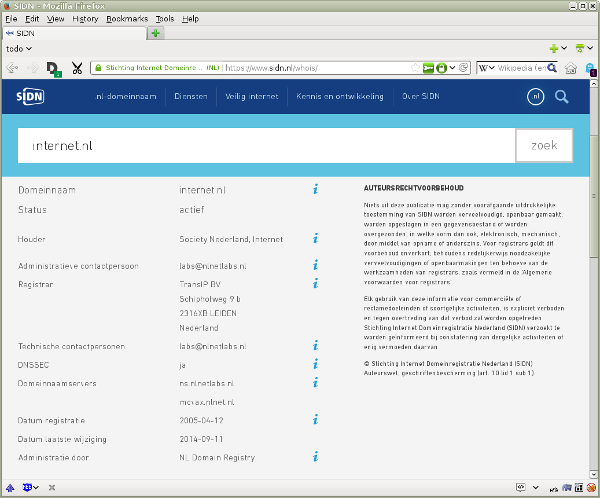 SIDN - Mozilla Firefox
File Edit View History Bookmarks Tools Help
SIDN
todo
Stichting Internet Domeinre... (NL) https://www.sidn.nl/whois/ Wikipedia (en)
SIDN .nl-domeinnaam Diensten Veilig internet Kennis en ontwikkeling Over SIDN .nl
internet.nl zoek
Domeinnaam internet.nl
Status actief
Houder Society Nederland, Internet
Administratieve contactpersoon labs@nlnetlabs.nl
Registrar TransIP BV
Schipholweg 9 b
2316XB LEIDEN
Nederland
Technische contactpersonen labs@nlnetlabs.nl
DNSSEC ja
Domeinnaamservers ns.nlnetlabs.nl
mcvax.nlnet.nl
Datum registratie 2005-04-12
Datum laatste wijziging 2014-09-11
Administratie door NL Domain Registry
AUTEURSRECHTVOORBEHOUD
Niets uit deze publicatie mag zonder voorafgaande uitdrukkelijke
toestemming van SIDN worden verveelvoudigd, openbaar gemaakt,
worden opgeslagen in een gegevensbestand of worden
overgezonden, in welke vorm dan ook, elektronisch, mechanisch,
door middel van opname of anderszins. Voor registrars geldt dit
voorbehoud onverkort, behoudens redelijkerwijs noodzakelijke
verveelvoudigingen of openbaarmakingen ten behoeve van de
werkzaamheden van registrars, zoals vermeld in de 'Algemene
voorwaarden voor registrars'.
Elk gebruik van deze informatie voor commerciële of
reclamedoeleinden of soortgelijke activiteiten, is expliciet verboden
en tegen overtreding van dat verbod zal worden opgetreden.
Stichting Internet Domeinregistratie Nederland (SIDN) verzoekt te
worden geïnformeerd bij constatering van dergelijke activiteiten of
enig vermoeden daarvan.
© Stichting Internet Domeinregistratie Nederland (SIDN)
Auteurswet, geschriftenbescherming (art. 10 lid 1 sub 1).